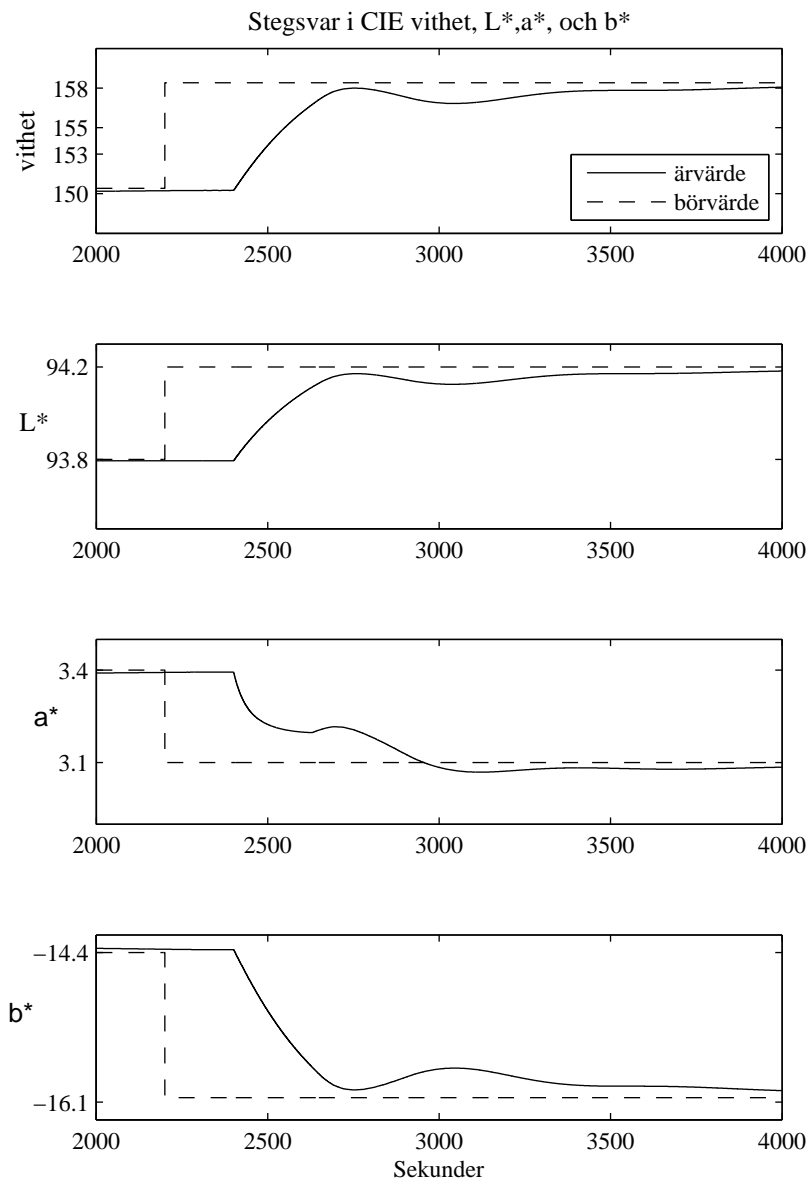 Stegsvar i CIE vithet, L*,a*, och b*
vithet
158
155
153
150
ärvärde
börvärde
2000 2500 3000 3500 4000
L*
94.2
93.8
2000 2500 3000 3500 4000
a*
3.4
3.1
2000 2500 3000 3500 4000
b*
−14.4
−16.1
2000 2500 3000 3500 4000
Sekunder